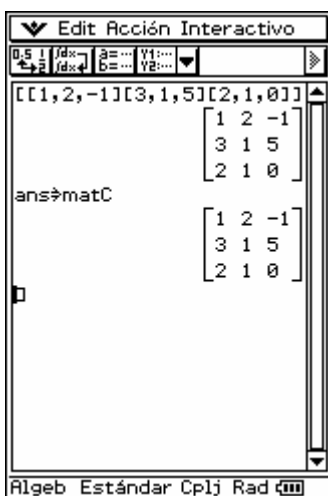 Edit Acción Interactivo
[[1,2,-1][3,1,5][2,1,0]]
1 2 -1
3 1 5
2 1 0
ans⇒matC
1 2 -1
3 1 5
2 1 0
Algeb Estándar Cplj Rad